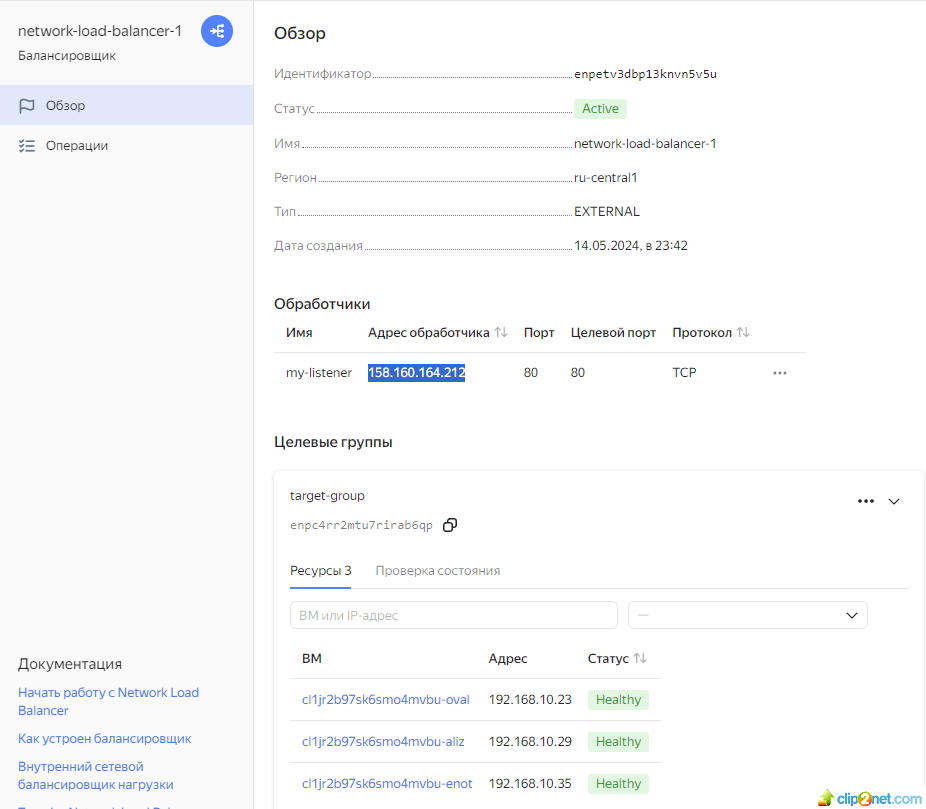 network-load-balancer-1
Балансировщик
Обзор
Операции
Документация
Начать работу с Network Load
Balancer
Как устроен балансировщик
Внутренний сетевой
балансировщик нагрузки
Обзор
Идентификатор enpetv3dbp13knvn5v5u
Статус Active
Имя network-load-balancer-1
Регион ru-central1
Тип EXTERNAL
Дата создания 14.05.2024, в 23:42
Обработчики
Имя Адрес обработчика Порт Целевой порт Протокол
my-listener 158.160.164.212 80 80 TCP
Целевые группы
target-group
enpc4rr2mtu7rirab6qp
Ресурсы 3 Проверка состояния
ВМ или IP-адрес —
ВМ Адрес Статус
cl1jr2b97sk6smo4mvbu-oval 192.168.10.23 Healthy
cl1jr2b97sk6smo4mvbu-aliz 192.168.10.29 Healthy
cl1jr2b97sk6smo4mvbu-enot 192.168.10.35 Healthy
clip2net.com